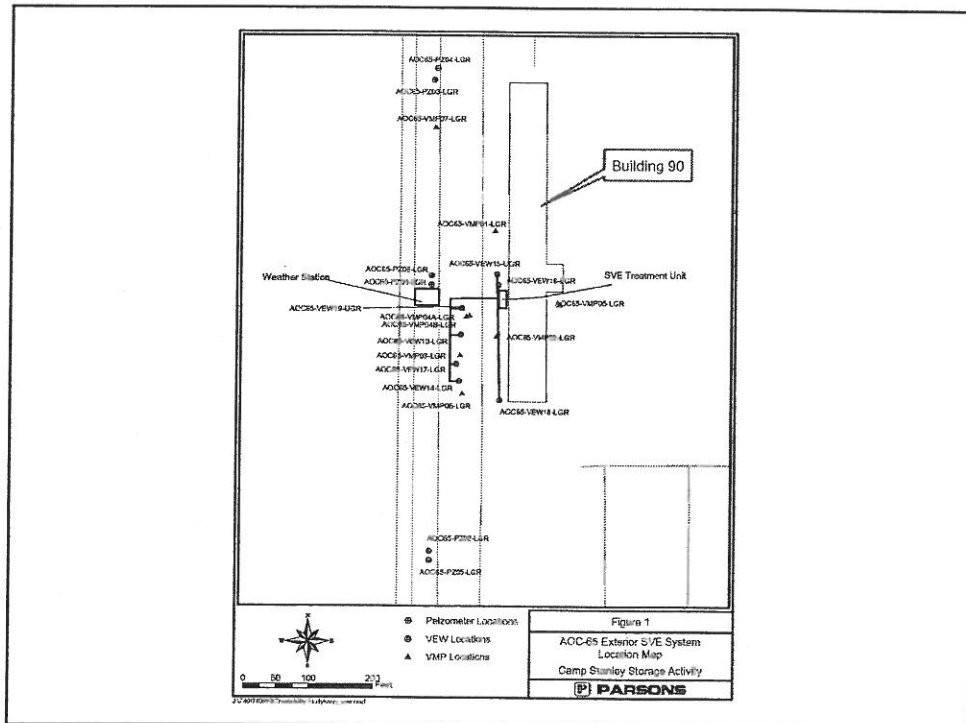 AOC65-PZ04-LGR
AOC65-PZ03-LGR
AOC65-VMP07-LGR
Building 90
AOC65-VMP01-LGR
AOC65-VEW15-UGR
Weather Station
SVE Treatment Unit
AOC65-VEW16-LGR
AOC65-VEW19-UGR
AOC65-VMP05-LGR
AOC65-VMP04A-LGR
AOC65-VMP04B-LGR
AOC65-VEW13-LGR
AOC65-VMP03-LGR
AOC65-VEW17-LGR
AOC65-VEW14-LGR
AOC65-VMP06-LGR
AOC65-VEW18-LGR
AOC65-PZ02-LGR
AOC65-PZ05-LGR
Peizometer Locations
VEW Locations
VMP Locations
0 50 100 200
Feet
Figure 1
AOC-65 Exterior SVE System
Location Map
Camp Stanley Storage Activity
PARSONS